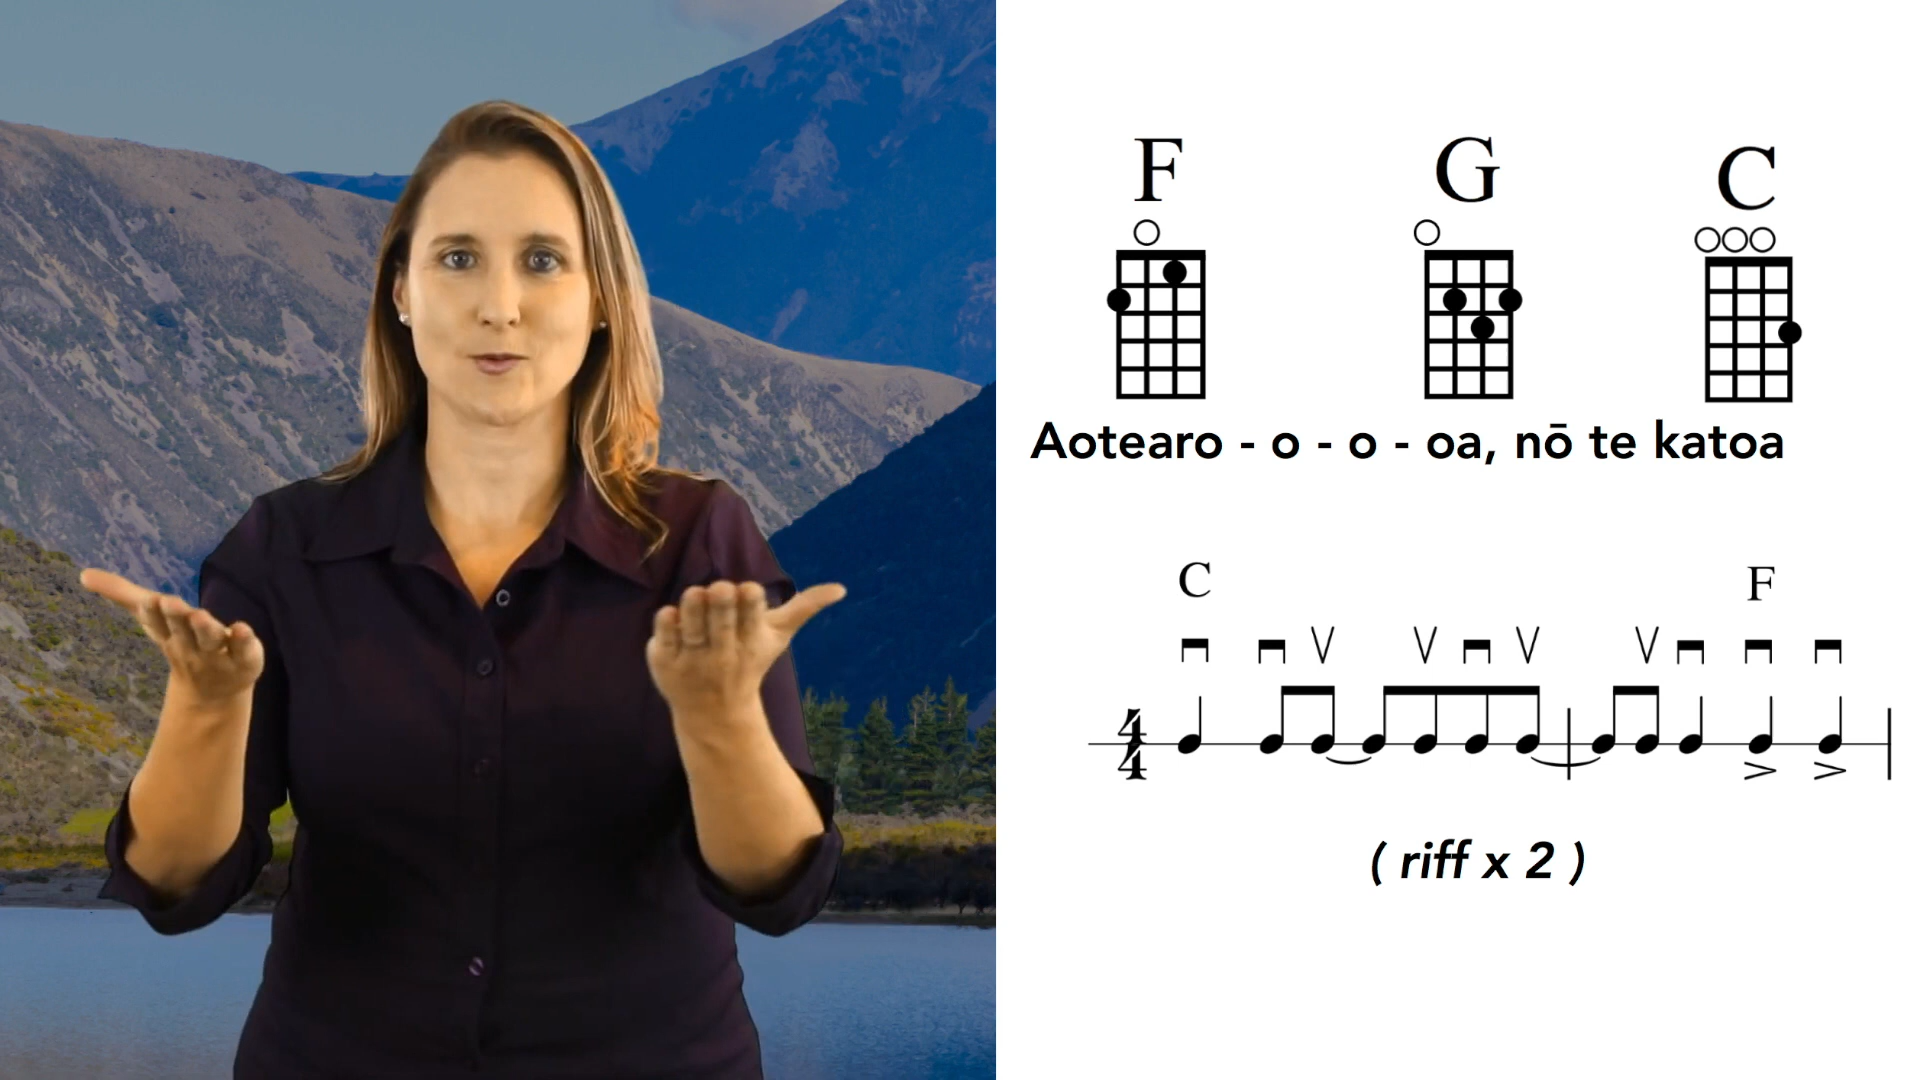 F G C
Aotearo - o - o - oa, nō te katoa
C F
4
4
( riff x 2 )